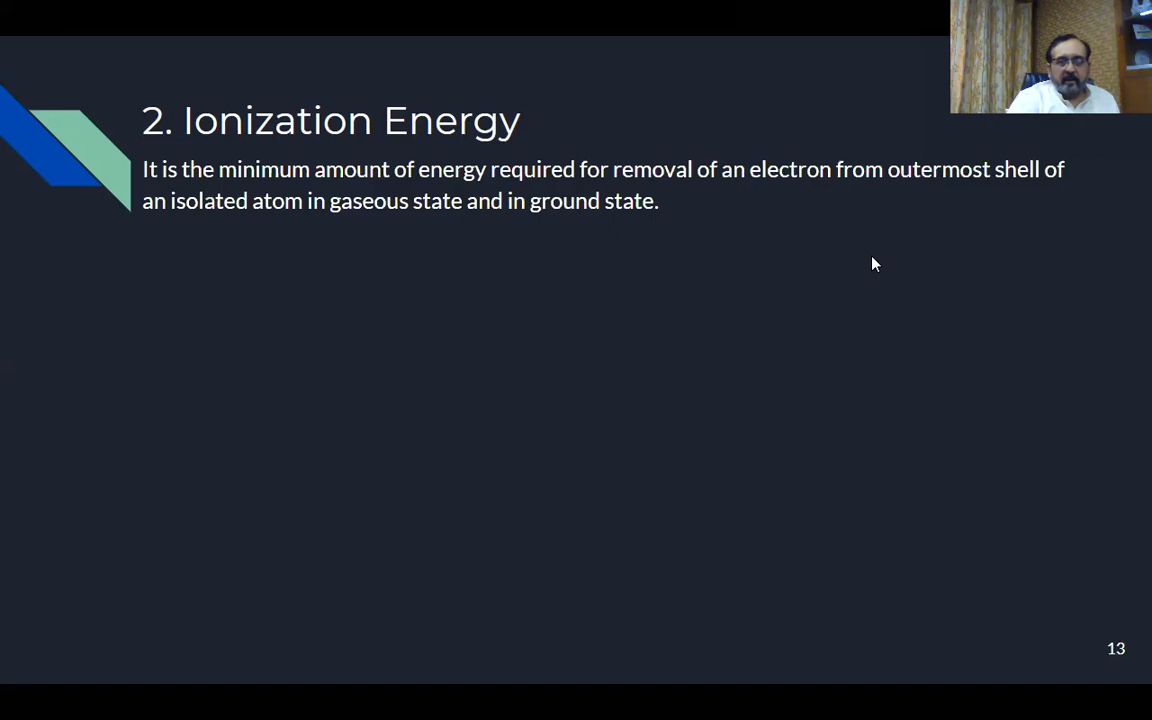 2. Ionization Energy
It is the minimum amount of energy required for removal of an electron from outermost shell of
an isolated atom in gaseous state and in ground state.
13